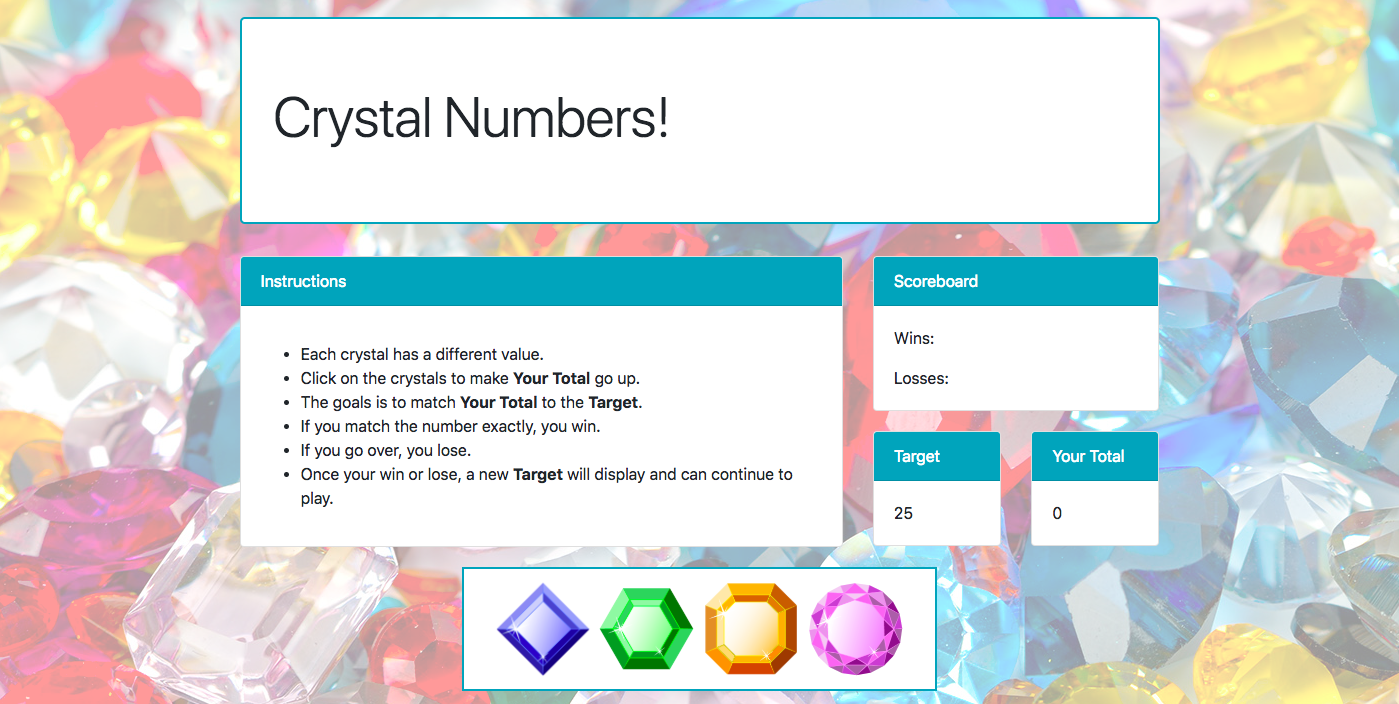 Crystal Numbers!
Instructions
Each crystal has a different value.
Click on the crystals to make Your Total go up.
The goals is to match Your Total to the Target.
If you match the number exactly, you win.
If you go over, you lose.
Once your win or lose, a new Target will display and can continue to
play.
Scoreboard
Wins:
Losses:
Target
25
Your Total
0